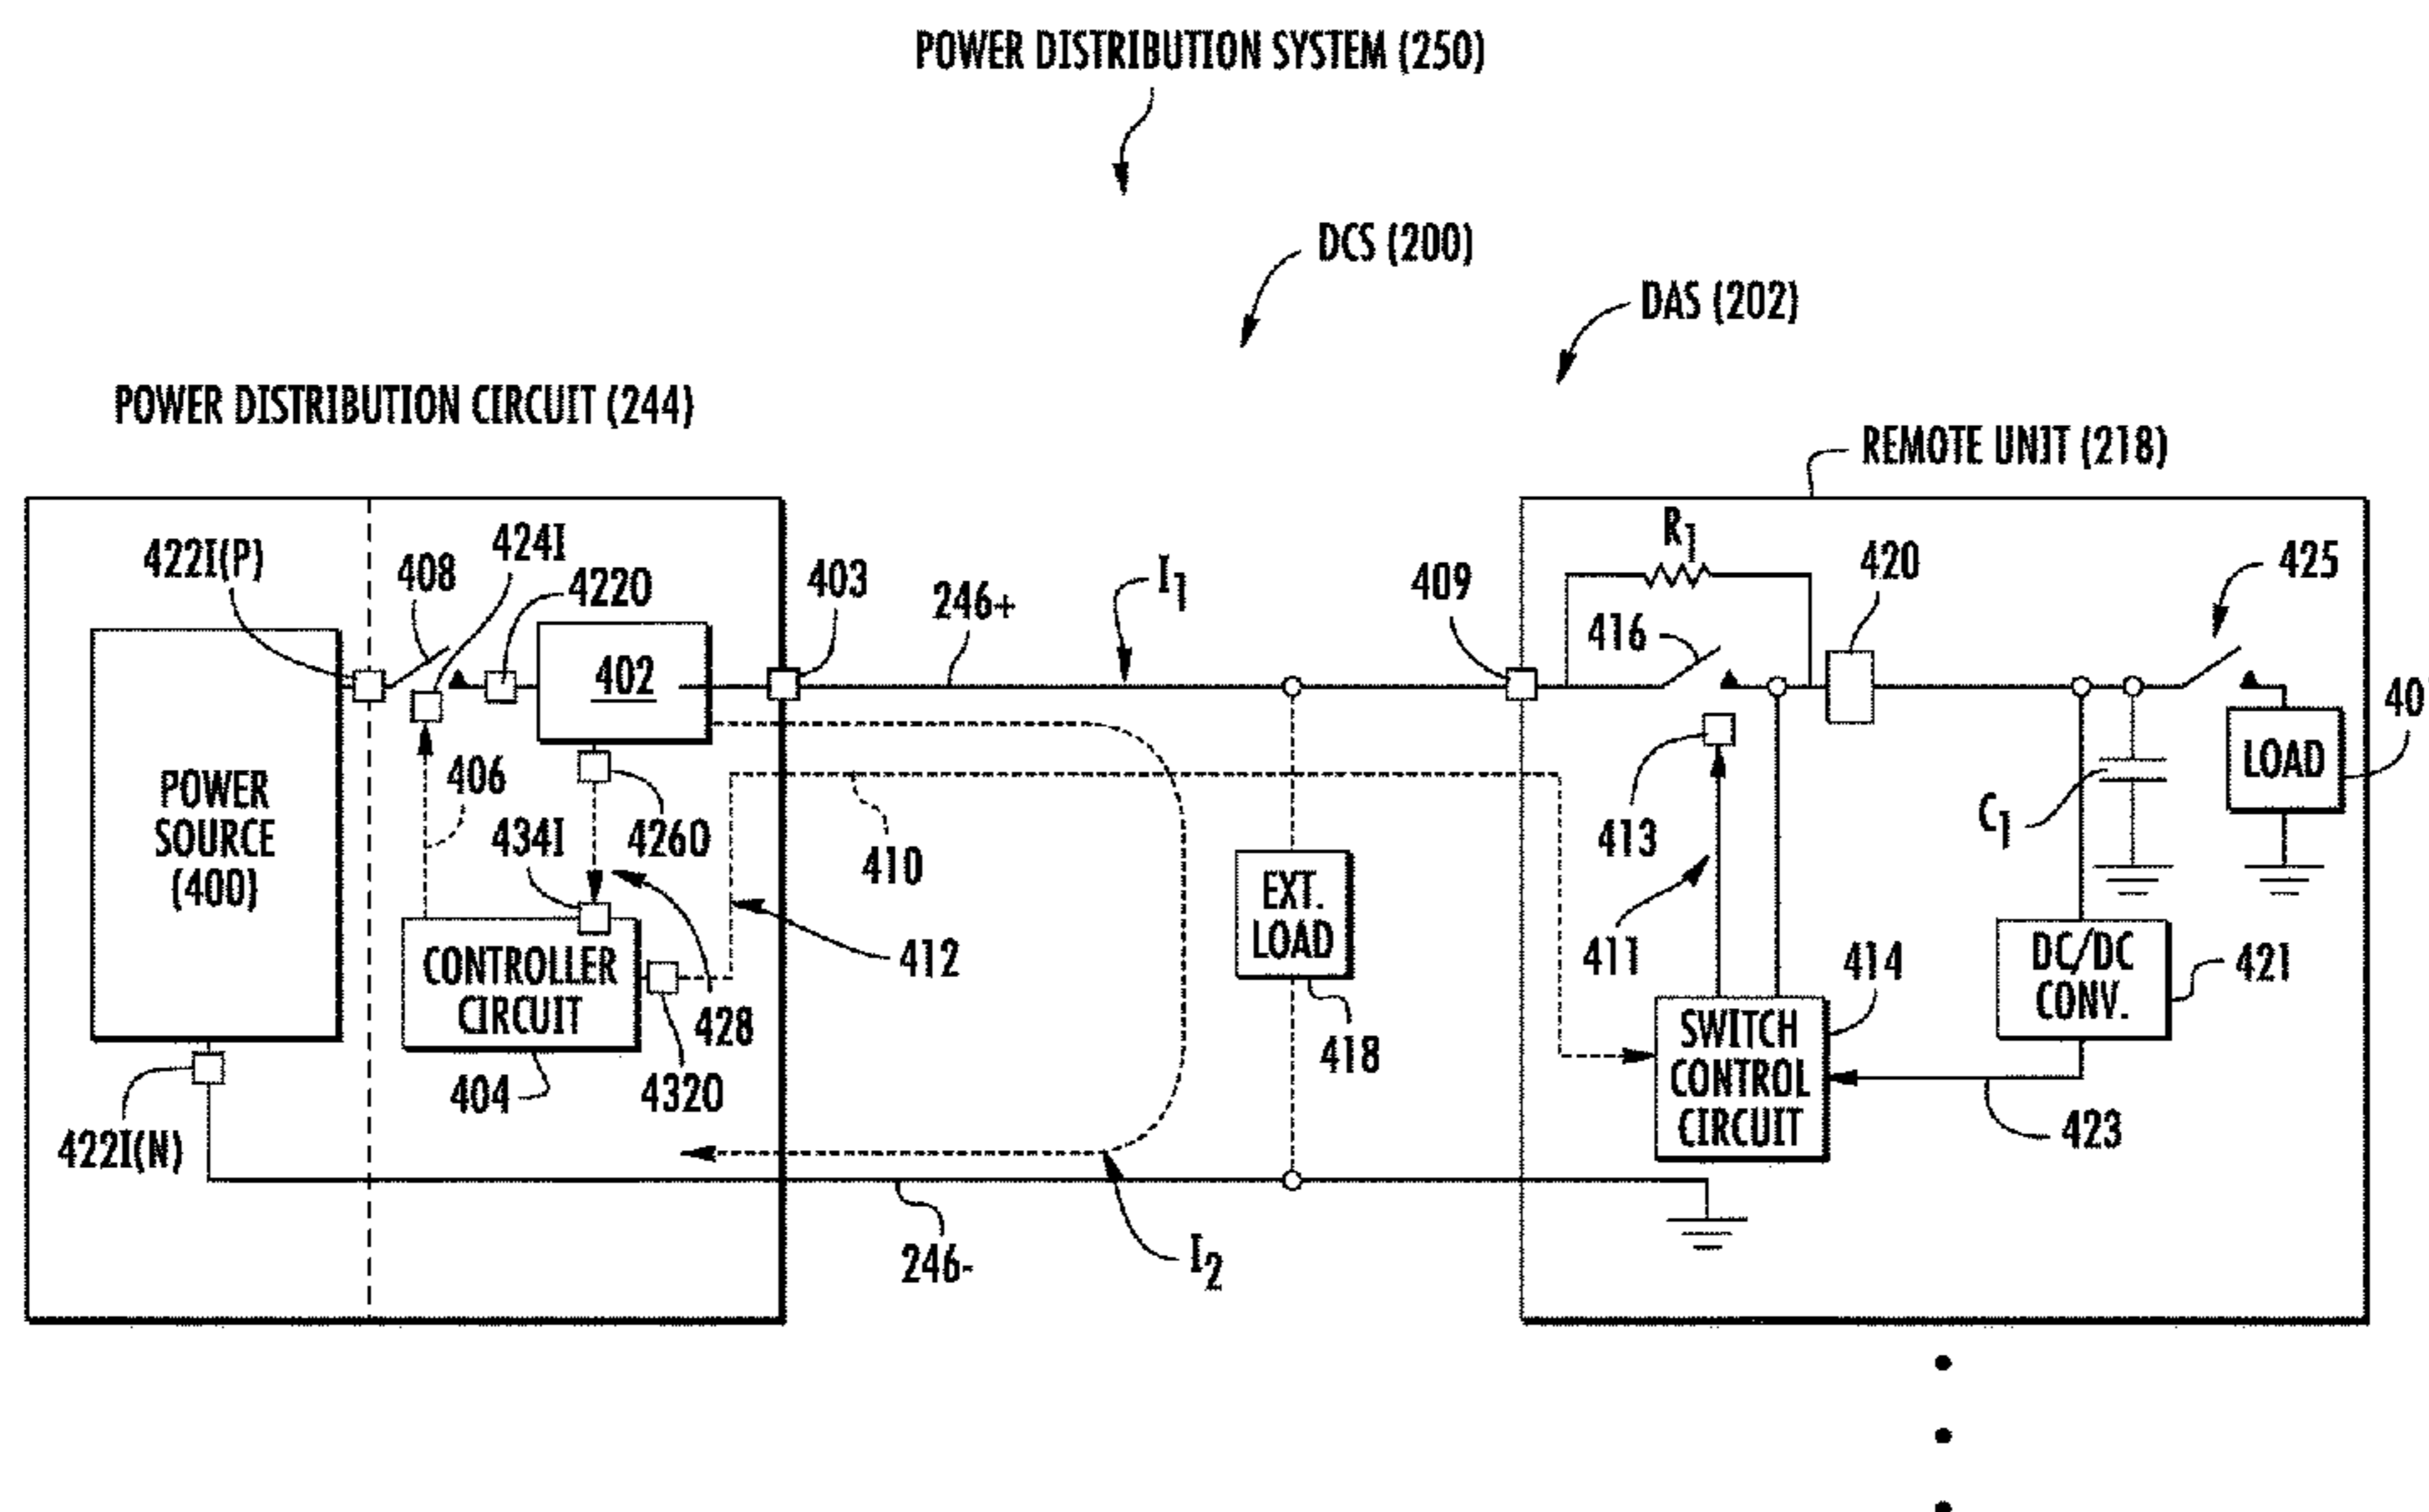 POWER DISTRIBUTION SYSTEM (250)
DCS (200)
DAS (202)
POWER DISTRIBUTION CIRCUIT (244)
REMOTE UNIT (218)
422I(P)
408
424I
422O
403
246+
I1
409
R1
416
420
425
402
POWER
SOURCE
(400)
406
434I
426O
410
412
428
432O
CONTROLLER
CIRCUIT
404
422I(N)
246-
I2
EXT.
LOAD
418
413
411
414
SWITCH
CONTROL
CIRCUIT
C1
LOAD
40
DC/DC
CONV.
421
423